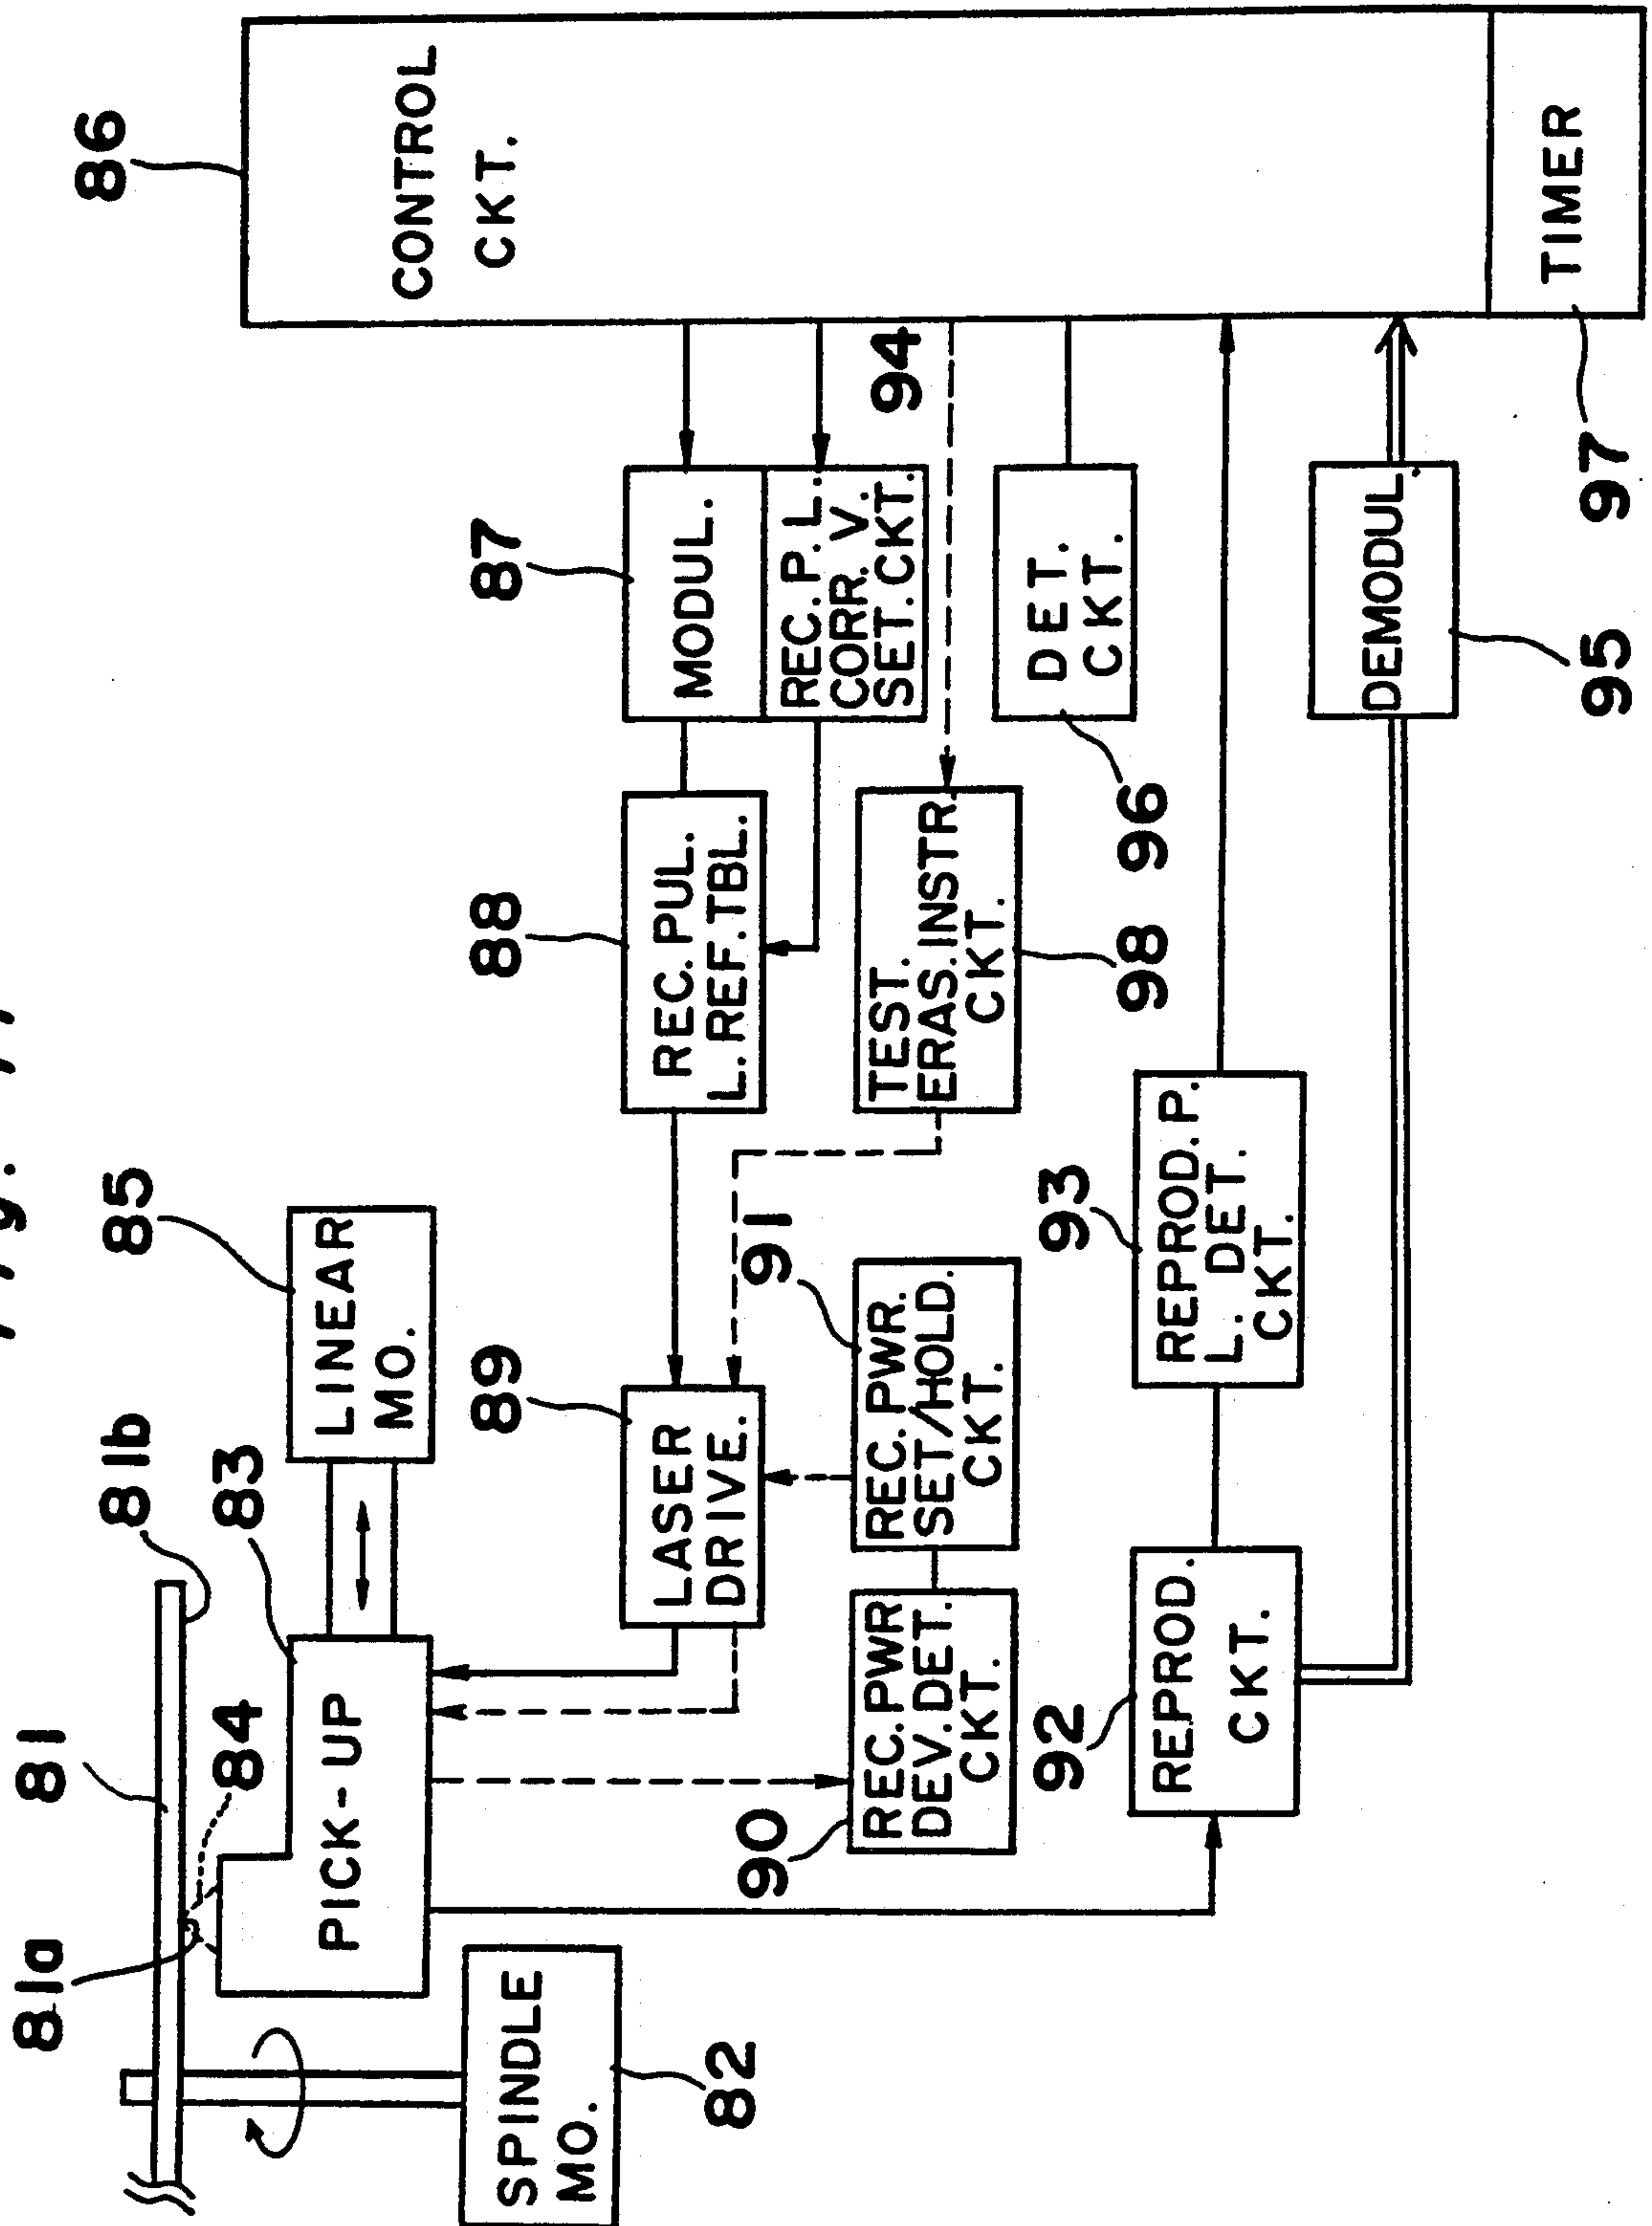 81a
81
81b
85
86
84
83
SPINDLE
MO.
82
PICK-UP
LINEAR
MO.
CONTROL
CKT.
89
88
87
LASER
DRIVE.
REC.PUL.
L.REF.TBL.
MODUL.
REC.P.L.
CORR.V.
SET.CKT.
94
90
91
REC.PWR
DEV.DET.
CKT.
REC.PWR.
SET/HOLD.
CKT.
TEST.
ERAS.INSTR.
CKT.
98
DET.
CKT.
96
92
93
REPROD.
CKT.
REPROD.P.
L. DET.
CKT.
DEMODUL.
95
TIMER
97